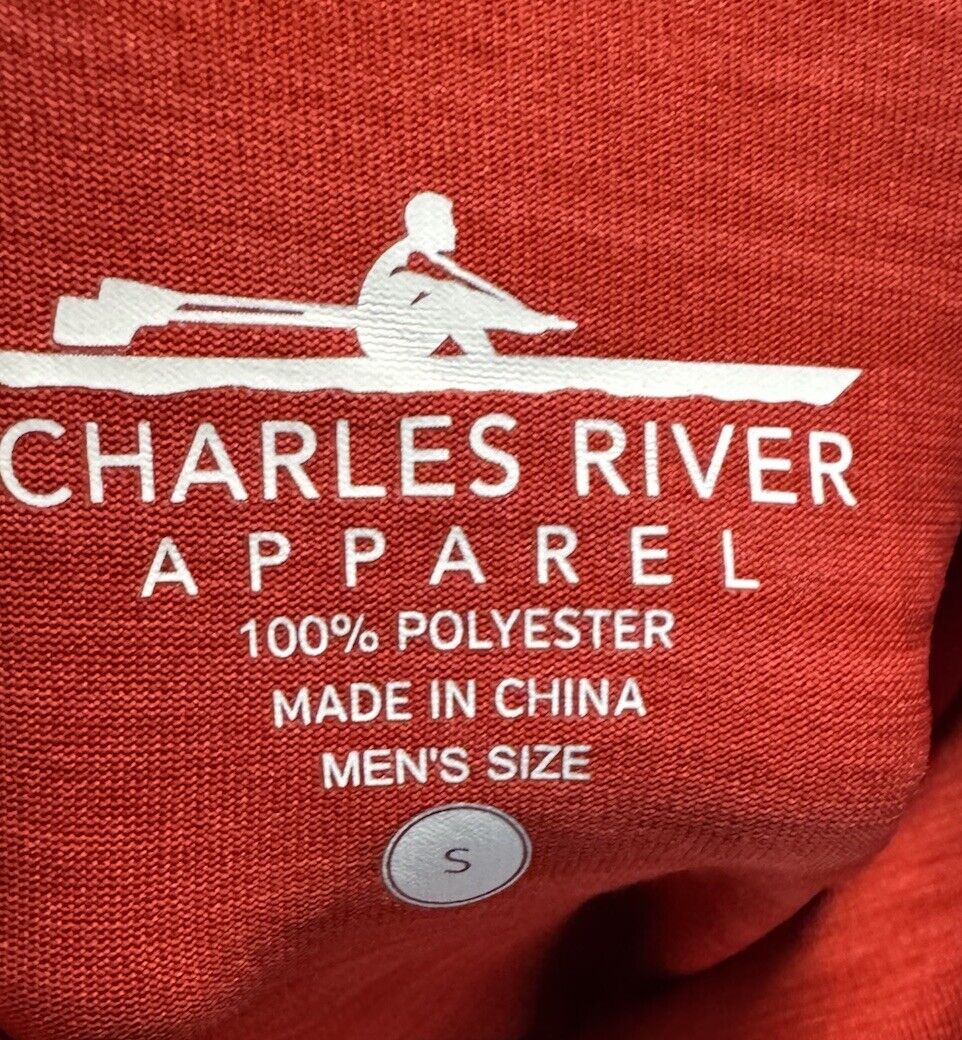 CHARLES RIVER
APPAREL
100% POLYESTER
MADE IN CHINA
MEN'S SIZE
S